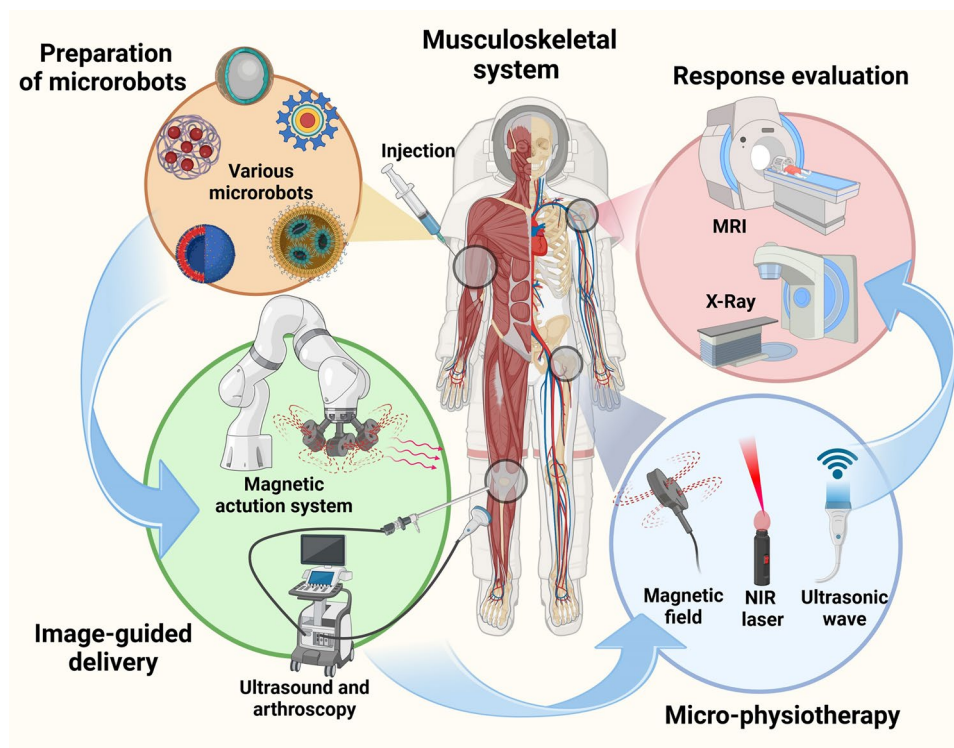 Preparation
of microrobots
Musculoskeletal
system
Response evaluation
Injection
Various
microrobots
MRI
X-Ray
Magnetic
actution system
Magnetic
field
NIR
laser
Ultrasonic
wave
Image-guided
delivery
Ultrasound and
arthroscopy
Micro-physiotherapy